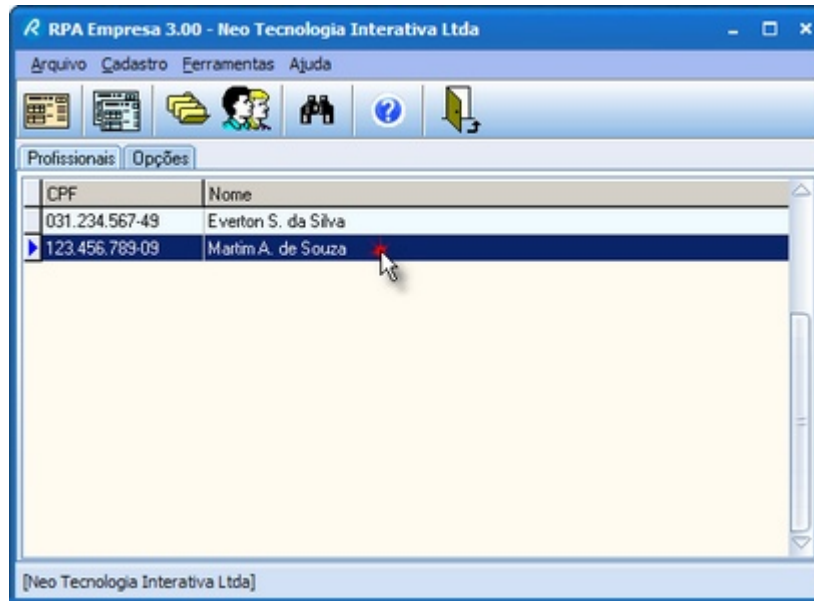 RPA Empresa 3.00 - Neo Tecnologia Interativa Ltda
Arquivo Cadastro Ferramentas Ajuda
Profissionais Opções
CPF Nome
031.234.567-49 Everton S. da Silva
123.456.789-09 Martim A. de Souza
[Neo Tecnologia Interativa Ltda]